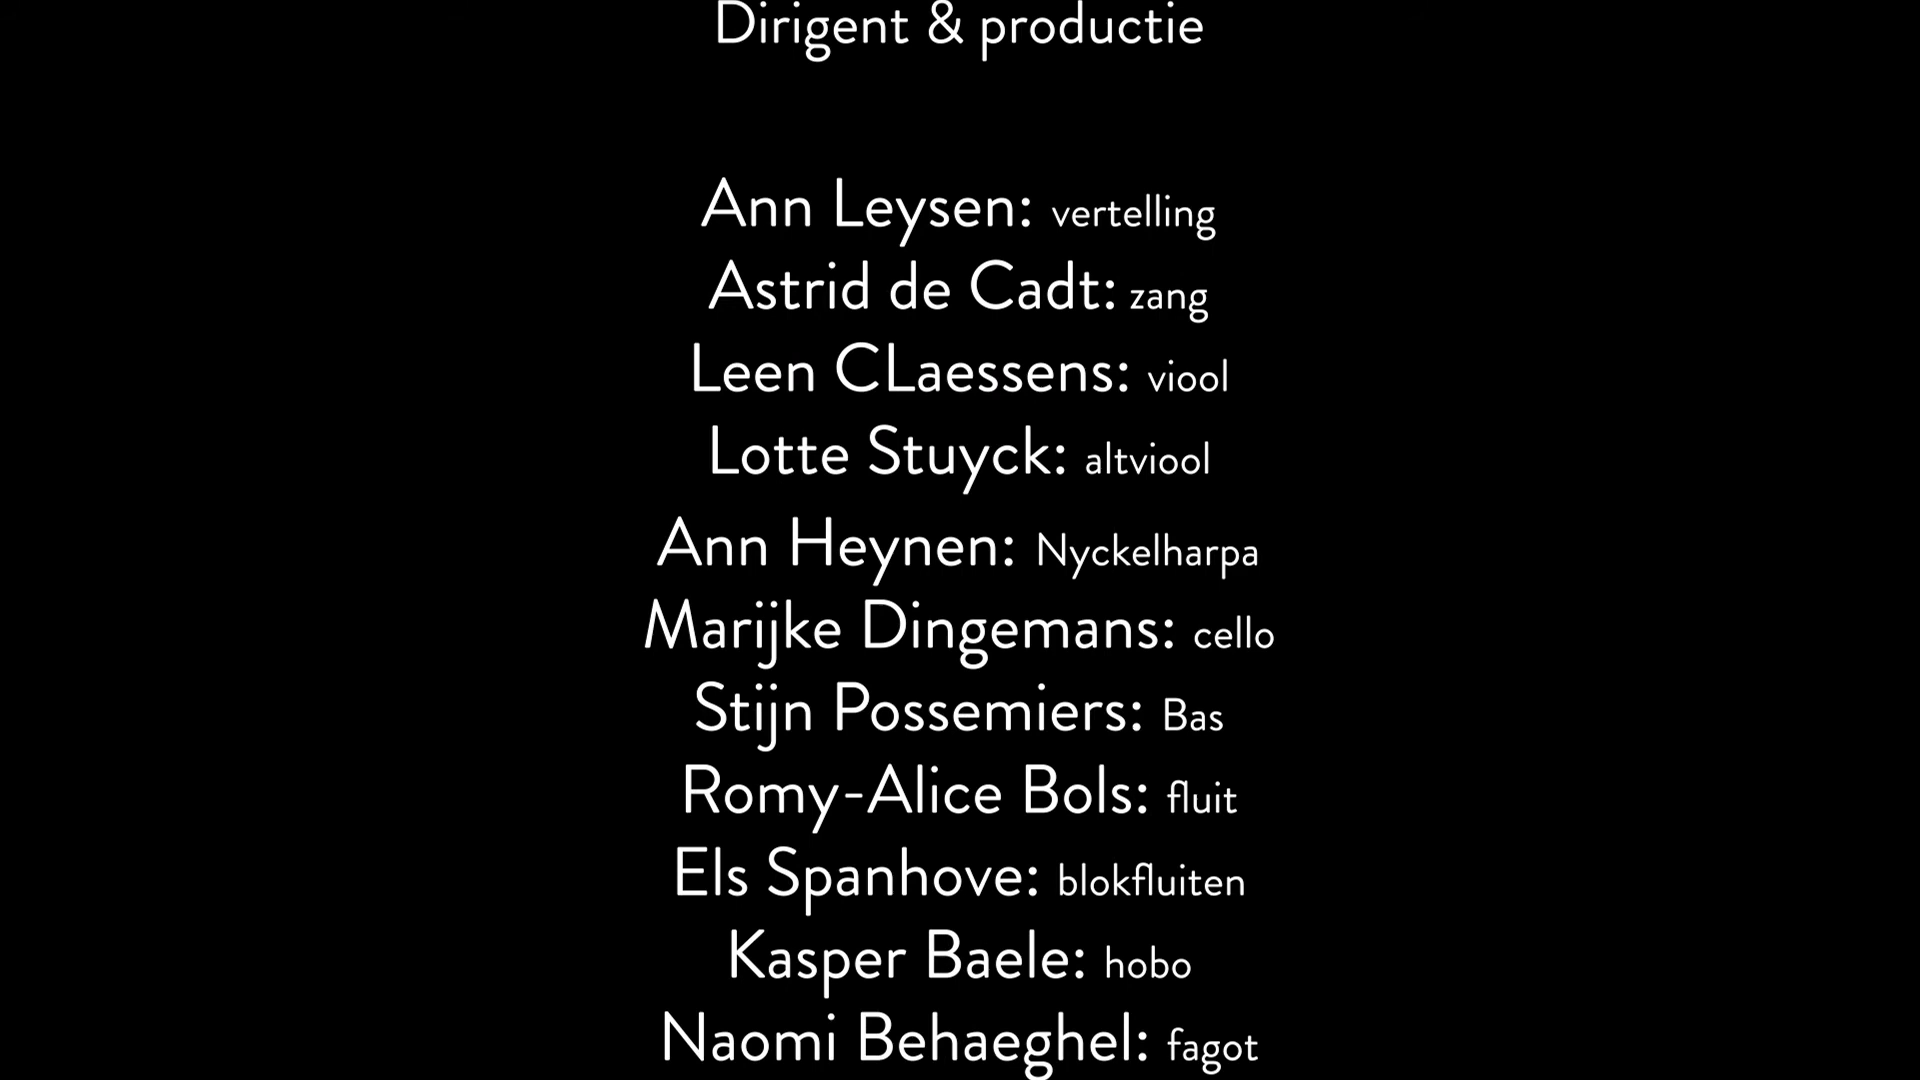 Dirigent & productie
Ann Leysen: vertelling
Astrid de Cadt: zang
Leen CLaessens: viool
Lotte Stuyck: altviool
Ann Heynen: Nyckelharpa
Marijke Dingemans: cello
Stijn Possemiers: Bas
Romy-Alice Bols: fluit
Els Spanhove: blokfluiten
Kasper Baele: hobo
Naomi Behaeghel: fagot